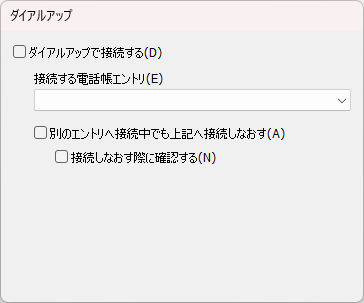 ダイアルアップ
ダイアルアップで接続する(D)
接続する電話帳エントリ(E)
別のエントリへ接続中でも上記へ接続しなおす(A)
接続しなおす際に確認する(N)